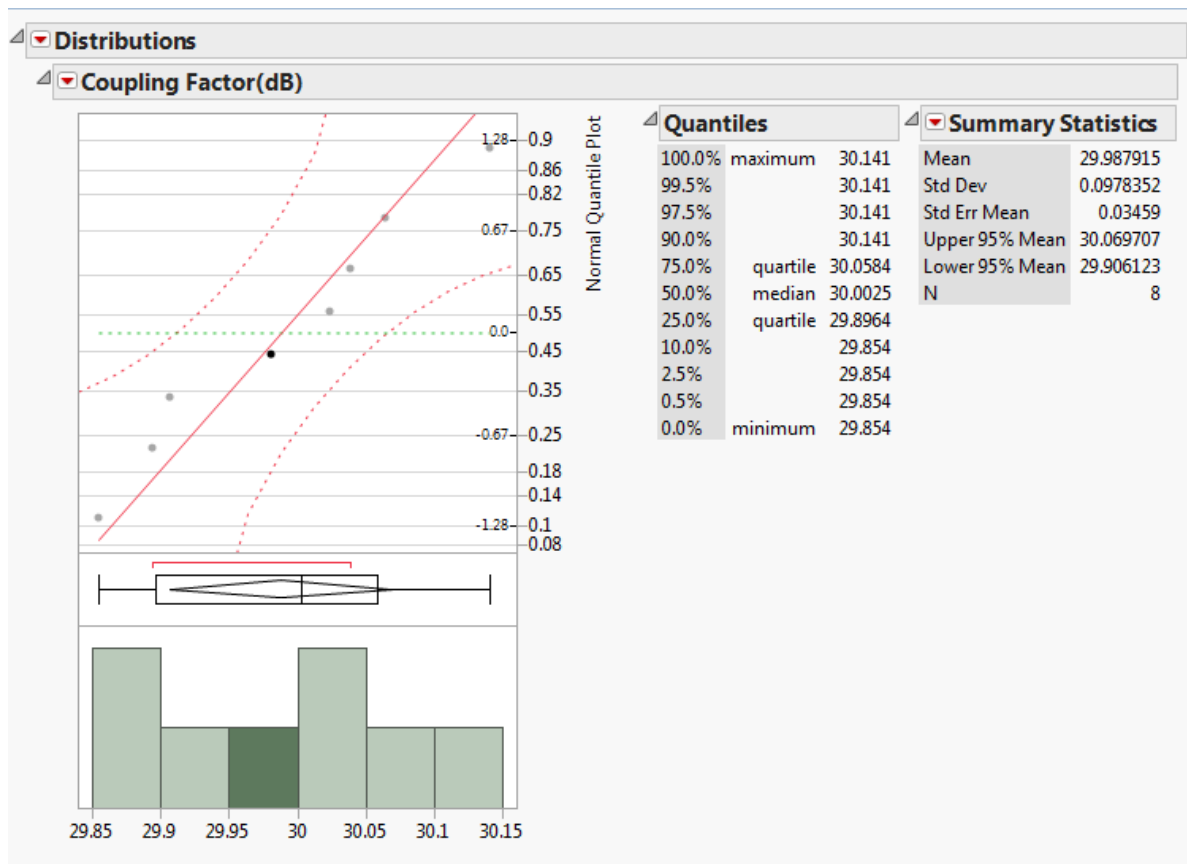 Distributions
Coupling Factor(dB)
1.28 0.9
0.86
0.82
0.67 0.75
0.65
0.55
0.0
0.45
0.35
-0.67 0.25
0.18
0.14
-1.28 0.1
0.08
Normal Quantile Plot
29.85 29.9 29.95 30 30.05 30.1 30.15
Quantiles
100.0% maximum 30.141
99.5% 30.141
97.5% 30.141
90.0% 30.141
75.0% quartile 30.0584
50.0% median 30.0025
25.0% quartile 29.8964
10.0% 29.854
2.5% 29.854
0.5% 29.854
0.0% minimum 29.854
Summary Statistics
Mean 29.987915
Std Dev 0.0978352
Std Err Mean 0.03459
Upper 95% Mean 30.069707
Lower 95% Mean 29.906123
N 8